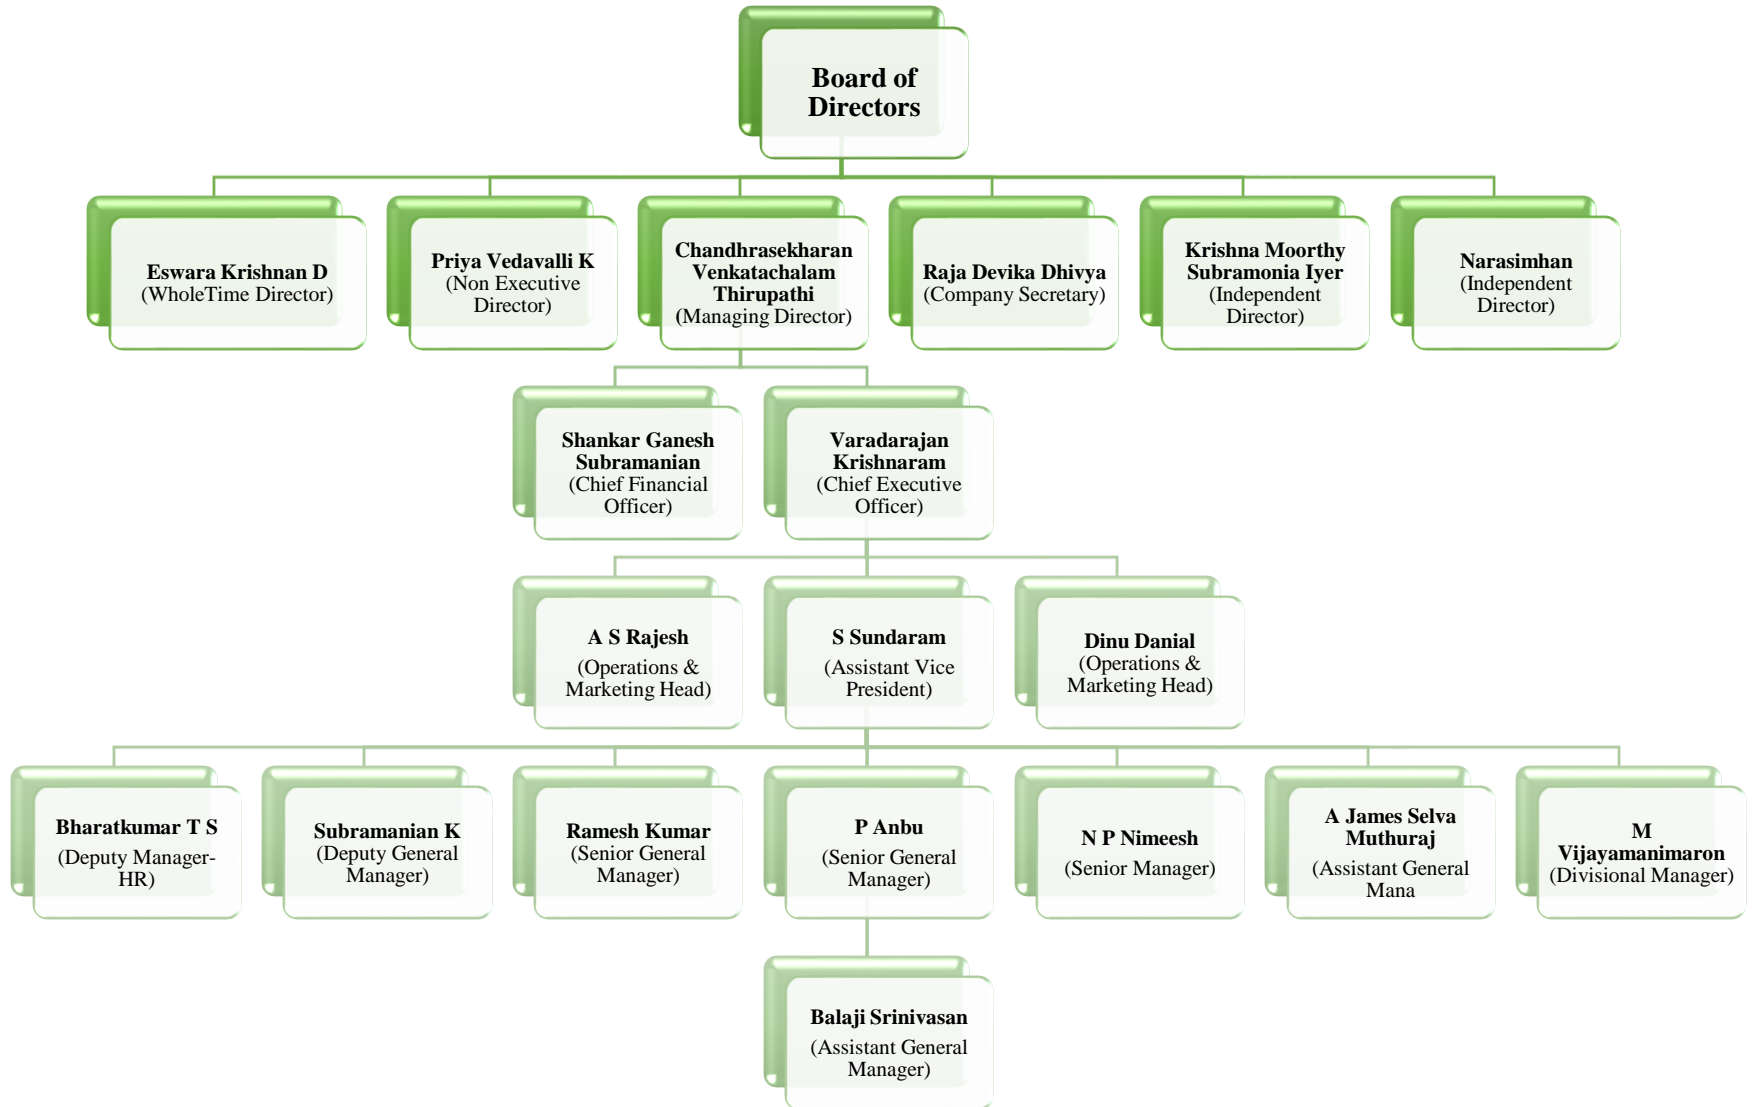 Board of
Directors
Eswara Krishnan D
(WholeTime Director)
Priya Vedavalli K
(Non Executive
Director)
Chandhrasekharan
Venkatachalam
Thirupathi
(Managing Director)
Raja Devika Dhivya
(Company Secretary)
Krishna Moorthy
Subramonia Iyer
(Independent
Director)
Narasimhan
(Independent
Director)
Shankar Ganesh
Subramanian
(Chief Financial
Officer)
Varadarajan
Krishnaram
(Chief Executive
Officer)
A S Rajesh
(Operations &
Marketing Head)
S Sundaram
(Assistant Vice
President)
Dinu Danial
(Operations &
Marketing Head)
Bharatkumar T S
(Deputy Manager-
HR)
Subramanian K
(Deputy General
Manager)
Ramesh Kumar
(Senior General
Manager)
P Anbu
(Senior General
Manager)
N P Nimeesh
(Senior Manager)
A James Selva
Muthuraj
(Assistant General
Mana
M
Vijayamanimaron
(Divisional Manager)
Balaji Srinivasan
(Assistant General
Manager)